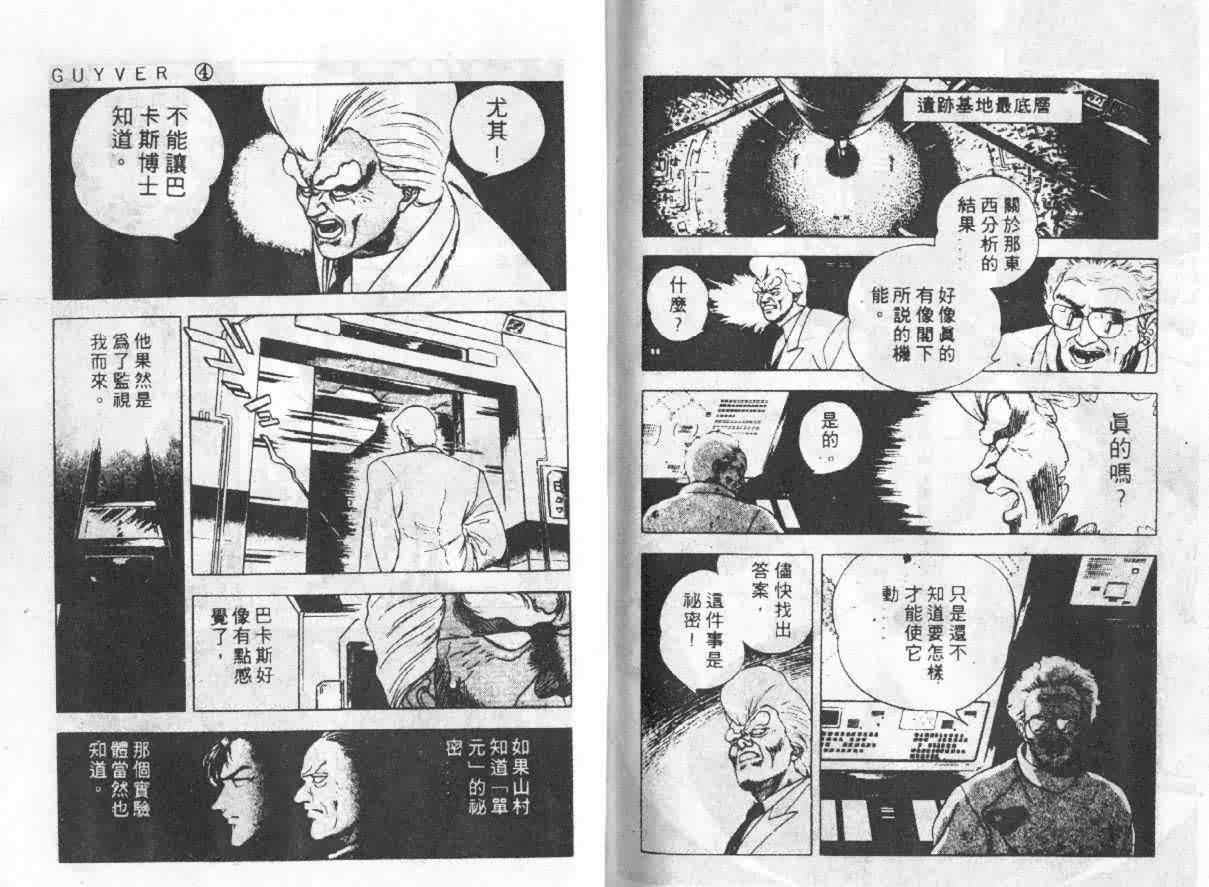 遺跡基地最底層
關於那東
西分析的
結果……
好像真的
有像閣下
所說的機
能。
什麼?
真的嗎?
是的。
只是還不
知道要怎樣
才能使它
動……
儘快找出
答案，
這件事是
祕密!
GUYVER ④
尤其!
不能讓巴
卡斯博士
知道。
他果然是
爲了監視
我而來。
巴卡斯好
像有點感
覺了，
如果山村
知道「單
元」的祕
密……
那個實驗
體當然也
知道。